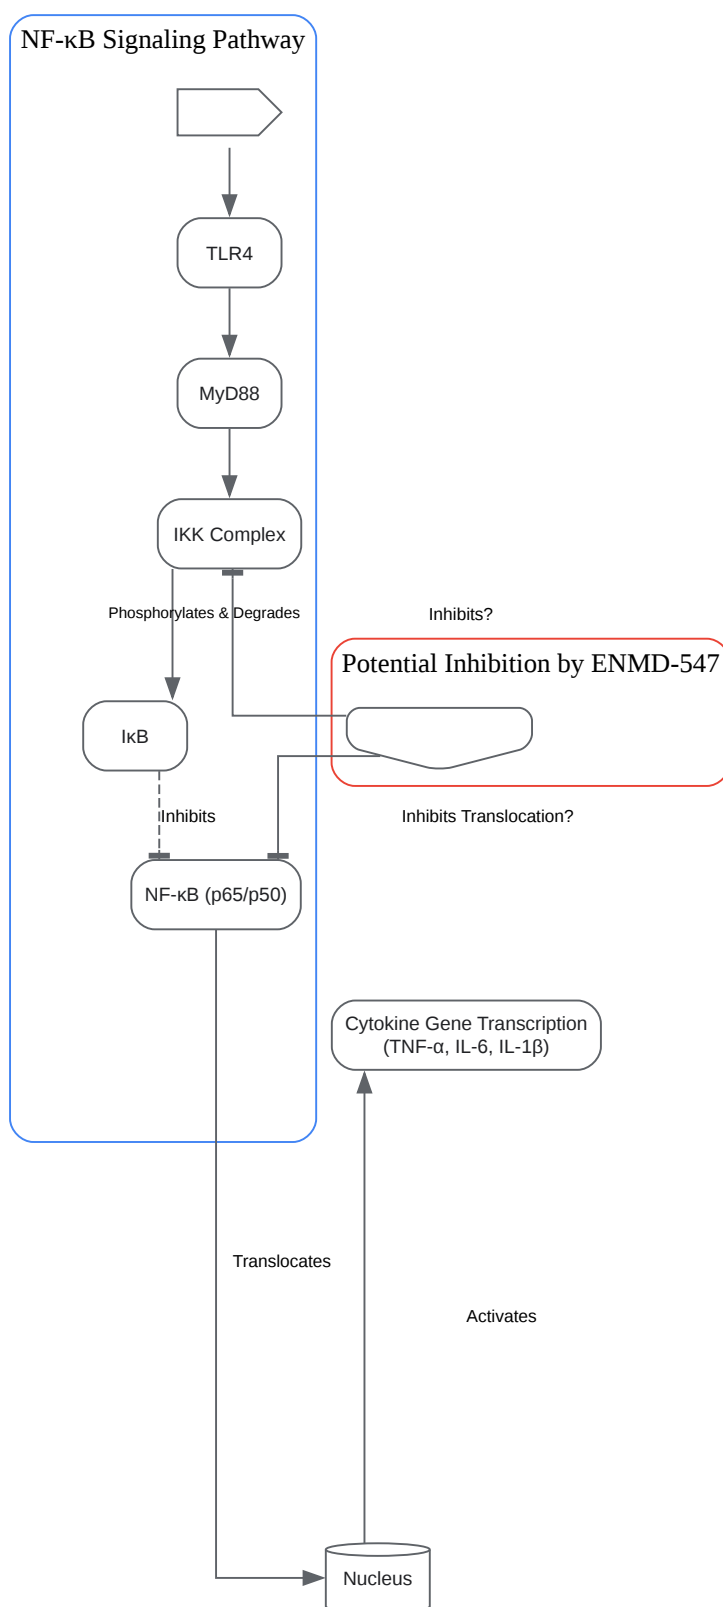 NF-κB Signaling Pathway
TLR4
MyD88
IKK Complex
Phosphorylates & Degrades
Inhibits?
Potential Inhibition by ENMD-547
IκB
Inhibits
Inhibits Translocation?
NF-κB (p65/p50)
Cytokine Gene Transcription
(TNF-α, IL-6, IL-1β)
Translocates
Activates
Nucleus